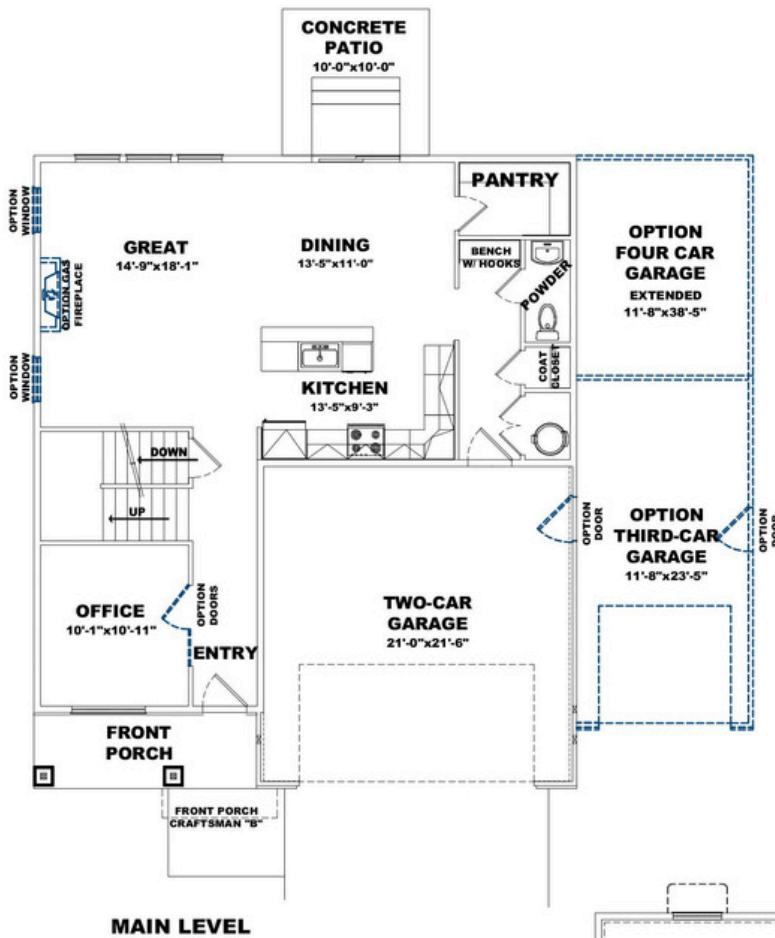 CONCRETE
PATIO
10'-0"x10'-0"
OPTION
WINDOW
GREAT
14'-9"x18'-1"
DINING
13'-5"x11'-0"
PANTRY
BENCH
W/ HOOKS
POWDER
OPTION
FOUR CAR
GARAGE
EXTENDED
11'-8"x38'-5"
OPTION GAS
FIREPLACE
OPTION
WINDOW
KITCHEN
13'-5"x9'-3"
COAT
CLOSET
DOWN
UP
OPTION
DOOR
OPTION
THIRD-CAR
GARAGE
11'-8"x23'-5"
OPTION
DOOR
OFFICE
10'-1"x10'-11"
OPTION
DOORS
ENTRY
TWO-CAR
GARAGE
21'-0"x21'-6"
FRONT
PORCH
FRONT PORCH
CRAFTSMAN "B"
MAIN LEVEL